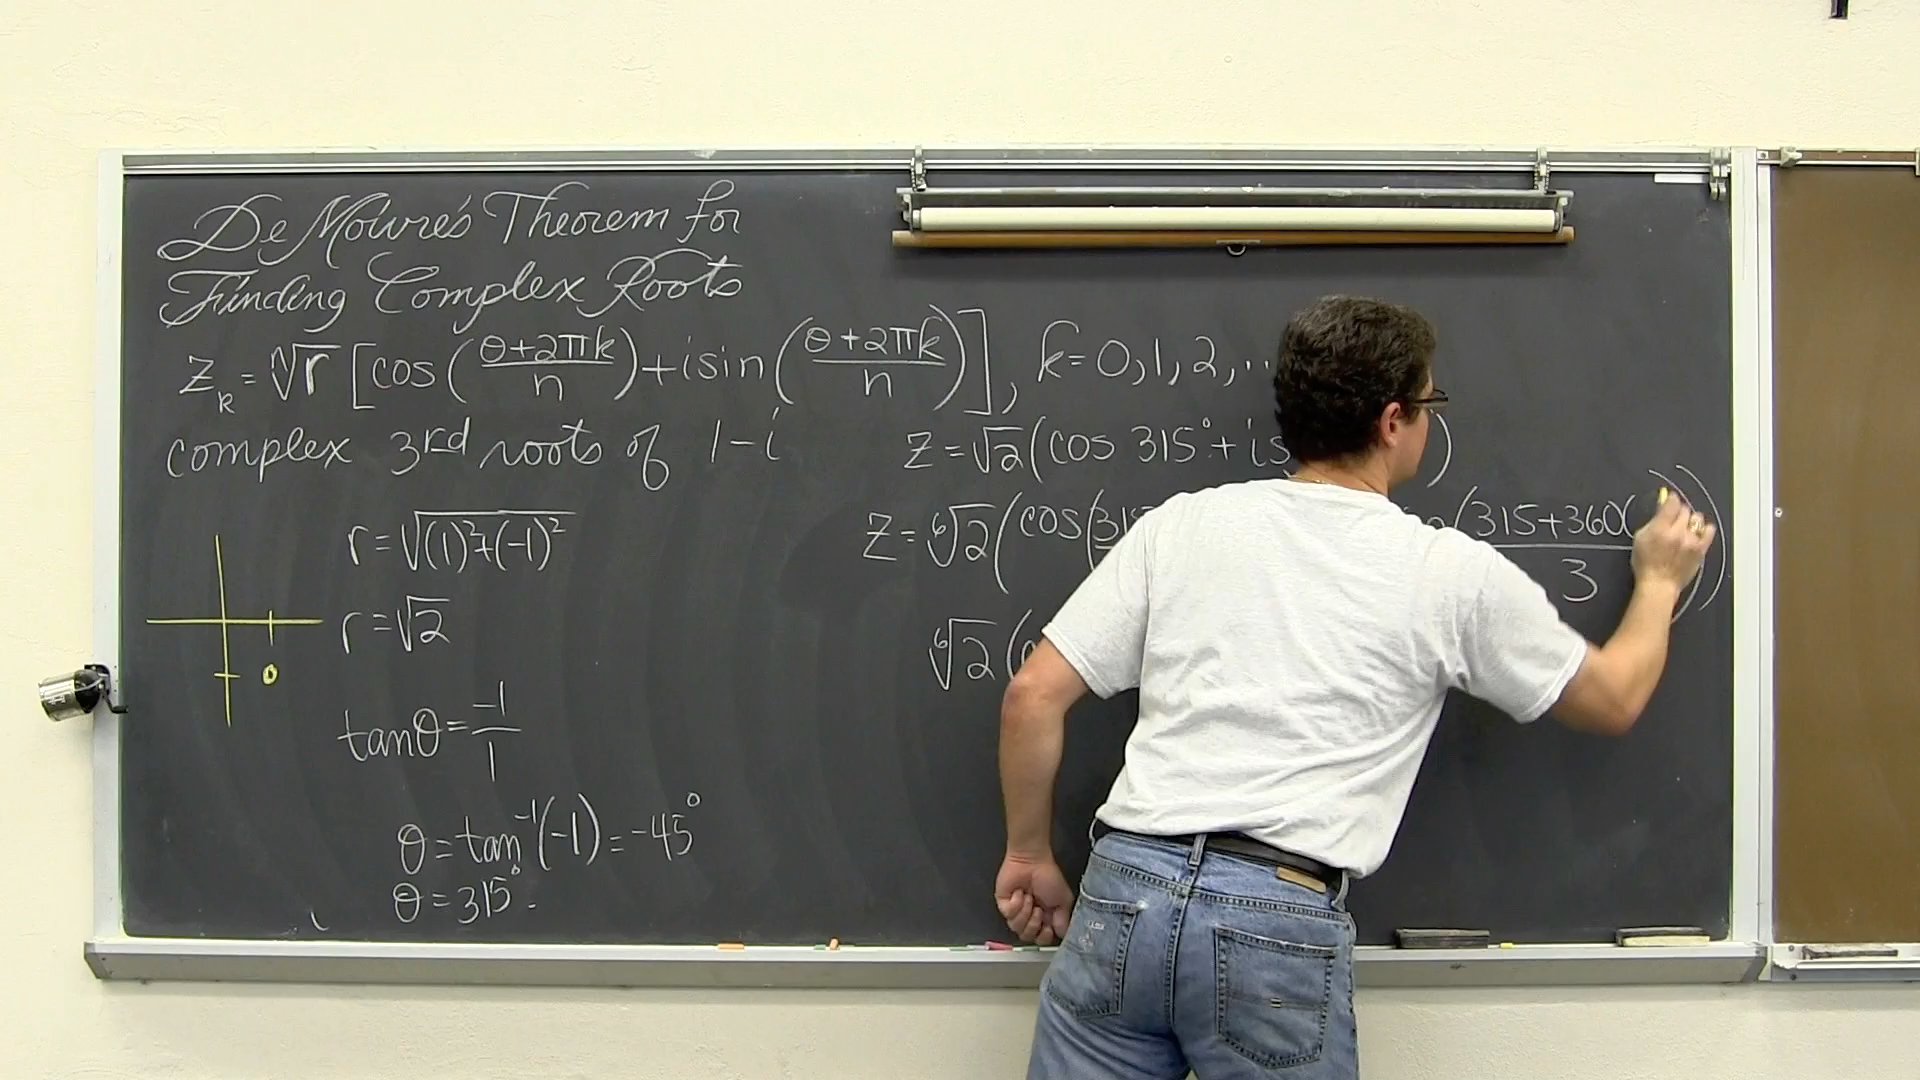 De Moivre's Theorem for
Finding Complex Roots
z_k = ⁿ√r [cos((θ+2πk)/n) + i sin((θ+2πk)/n)], k=0,1,2,..
complex 3rd roots of 1-i
r = √((1)²+(-1)²)
r = √2
tanθ = -1/1
θ = tan⁻¹(-1) = -45°
θ = 315°
z = √2(cos 315° + is )
z = ⁶√2(cos(315 (315+360( )/3))
⁶√2(